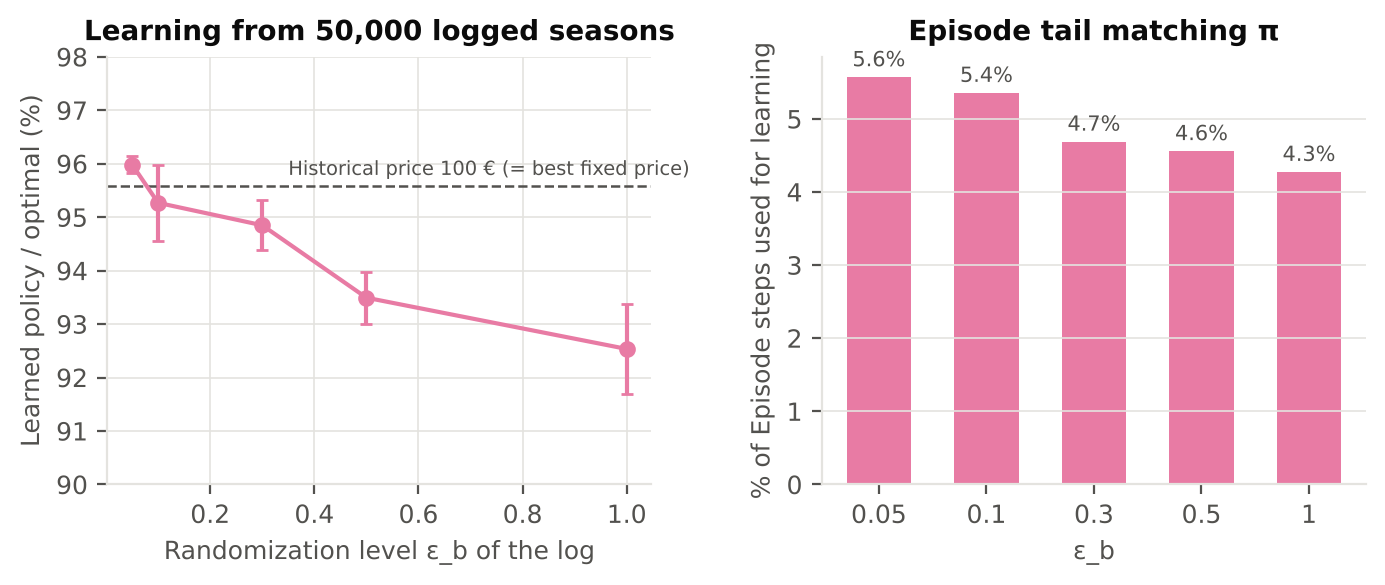 Learning from 50,000 logged seasons
Learned policy / optimal (%)
98
97
96
95
94
93
92
91
90
Historical price 100 € (= best fixed price)
0.2 0.4 0.6 0.8 1.0
Randomization level ε_b of the log
Episode tail matching π
% of Episode steps used for learning
5
4
3
2
1
0
5.6%
5.4%
4.7%
4.6%
4.3%
0.05 0.1 0.3 0.5 1
ε_b